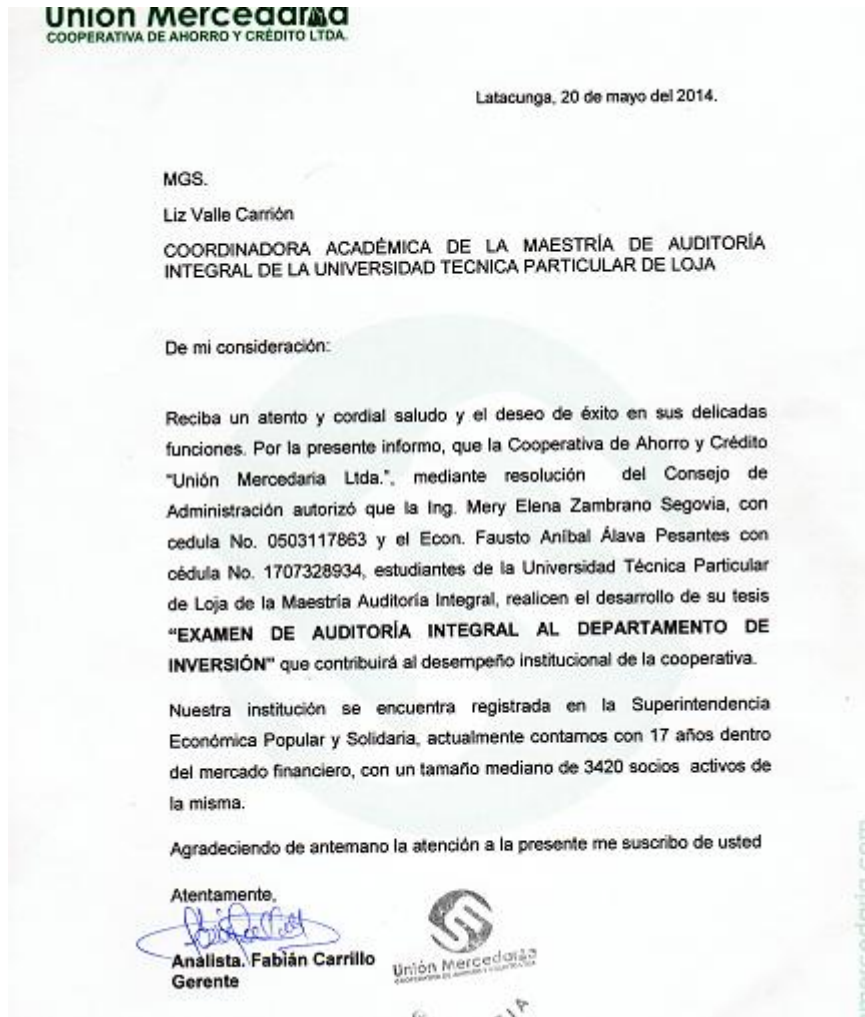 Unión Mercedaria
COOPERATIVA DE AHORRO Y CRÉDITO LTDA.
Latacunga, 20 de mayo del 2014.
MGS.
Liz Valle Carrión
COORDINADORA ACADÉMICA DE LA MAESTRÍA DE AUDITORÍA
INTEGRAL DE LA UNIVERSIDAD TECNICA PARTICULAR DE LOJA
De mi consideración:
Reciba un atento y cordial saludo y el deseo de éxito en sus delicadas
funciones. Por la presente informo, que la Cooperativa de Ahorro y Crédito
"Unión Mercedaria Ltda.", mediante resolución del Consejo de
Administración autorizó que la Ing. Mery Elena Zambrano Segovia, con
cedula No. 0503117863 y el Econ. Fausto Aníbal Álava Pesantes con
cédula No. 1707328934, estudiantes de la Universidad Técnica Particular
de Loja de la Maestría Auditoría Integral, realicen el desarrollo de su tesis
"EXAMEN DE AUDITORÍA INTEGRAL AL DEPARTAMENTO DE
INVERSIÓN" que contribuirá al desempeño institucional de la cooperativa.
Nuestra institución se encuentra registrada en la Superintendencia
Económica Popular y Solidaria, actualmente contamos con 17 años dentro
del mercado financiero, con un tamaño mediano de 3420 socios activos de
la misma.
Agradeciendo de antemano la atención a la presente me suscribo de usted
Atentamente,
Analista. Fabián Carrillo
Gerente
Unión Mercedaria